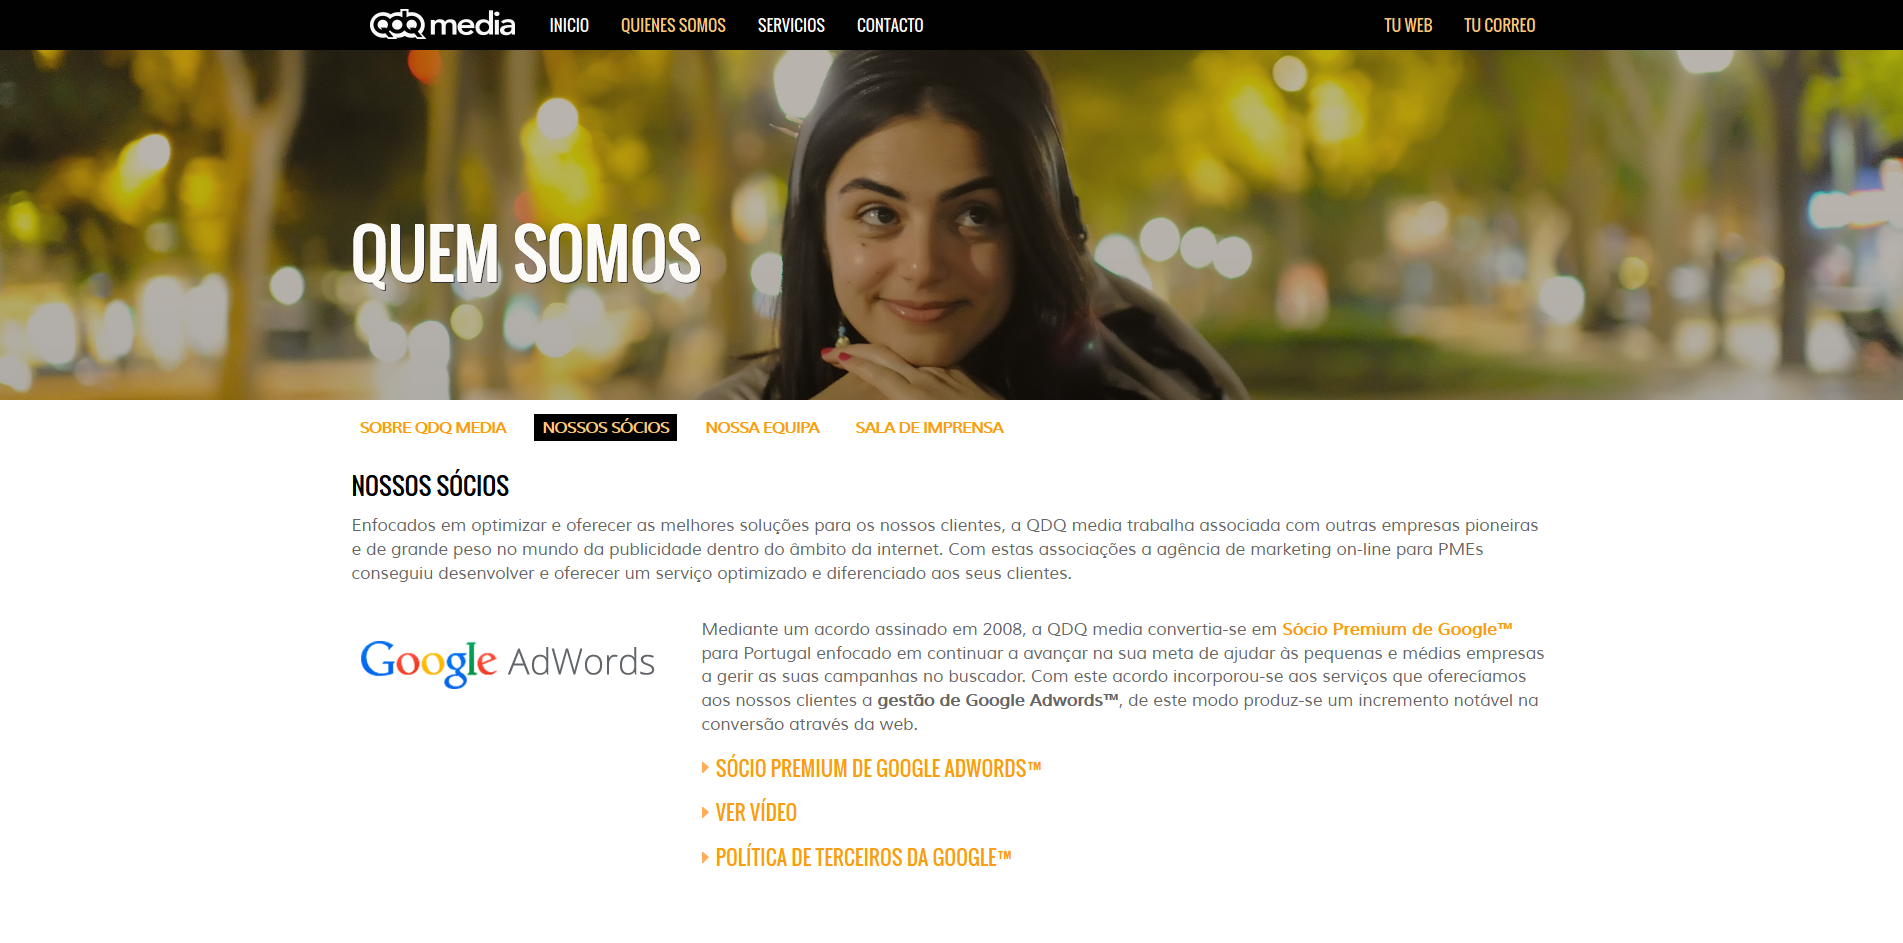 QDQ media INICIO QUIENES SOMOS SERVICIOS CONTACTO TU WEB TU CORREO
QUEM SOMOS
SOBRE QDQ MEDIA NOSSOS SÓCIOS NOSSA EQUIPA SALA DE IMPRENSA
NOSSOS SÓCIOS
Enfocados em optimizar e oferecer as melhores soluções para os nossos clientes, a QDQ media trabalha associada com outras empresas pioneiras
e de grande peso no mundo da publicidade dentro do âmbito da internet. Com estas associações a agência de marketing on-line para PMEs
conseguiu desenvolver e oferecer um serviço optimizado e diferenciado aos seus clientes.
Google AdWords
Mediante um acordo assinado em 2008, a QDQ media convertia-se em Sócio Premium de Google™
para Portugal enfocado em continuar a avançar na sua meta de ajudar às pequenas e médias empresas
a gerir as suas campanhas no buscador. Com este acordo incorporou-se aos serviços que oferecíamos
aos nossos clientes a gestão de Google Adwords™, de este modo produz-se um incremento notável na
conversão através da web.
SÓCIO PREMIUM DE GOOGLE ADWORDS™
VER VÍDEO
POLÍTICA DE TERCEIROS DA GOOGLE™